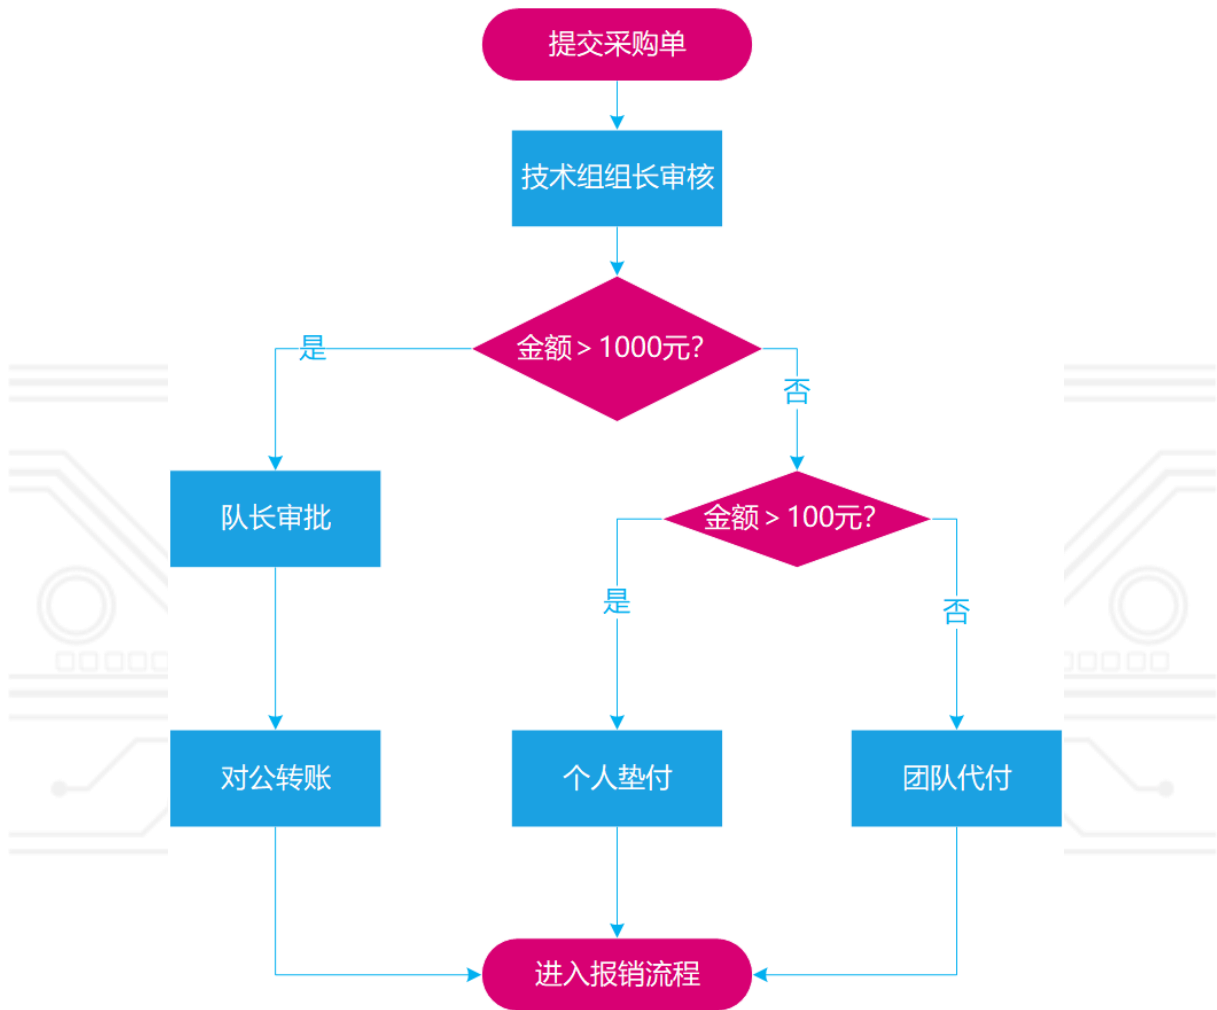 提交采购单
技术组组长审核
金额＞1000元？
是
否
队长审批
金额＞100元？
是
否
对公转账
个人垫付
团队代付
进入报销流程